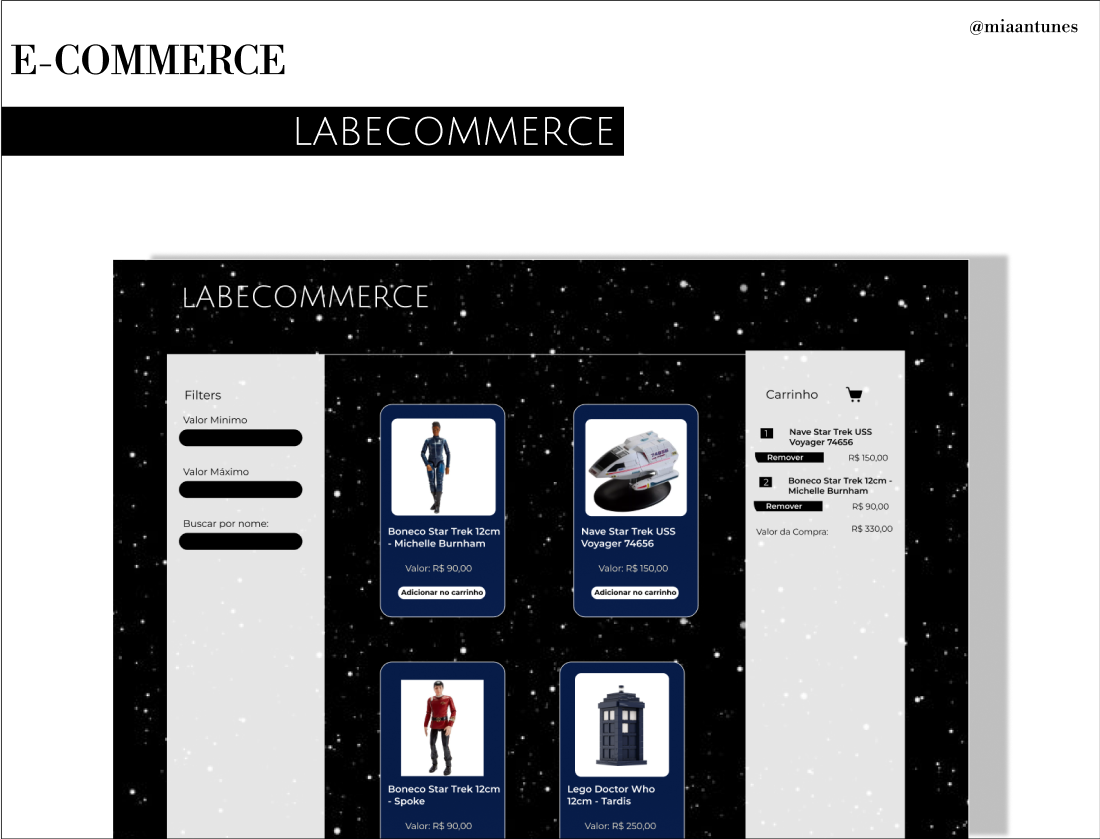 @miaantunes
E-COMMERCE
LABECOMMERCE
LABECOMMERCE
Filters
Valor Minimo
Valor Máximo
Buscar por nome:
Boneco Star Trek 12cm
- Michelle Burnham
Valor: R$ 90,00
Adicionar no carrinho
Nave Star Trek USS
Voyager 74656
Valor: R$ 150,00
Adicionar no carrinho
Boneco Star Trek 12cm
- Spoke
Valor: R$ 90,00
Lego Doctor Who
12cm - Tardis
Valor: R$ 250,00
Carrinho
1
Nave Star Trek USS
Voyager 74656
Remover
R$ 150,00
2
Boneco Star Trek 12cm -
Michelle Burnham
Remover
R$ 90,00
Valor da Compra:
R$ 330,00